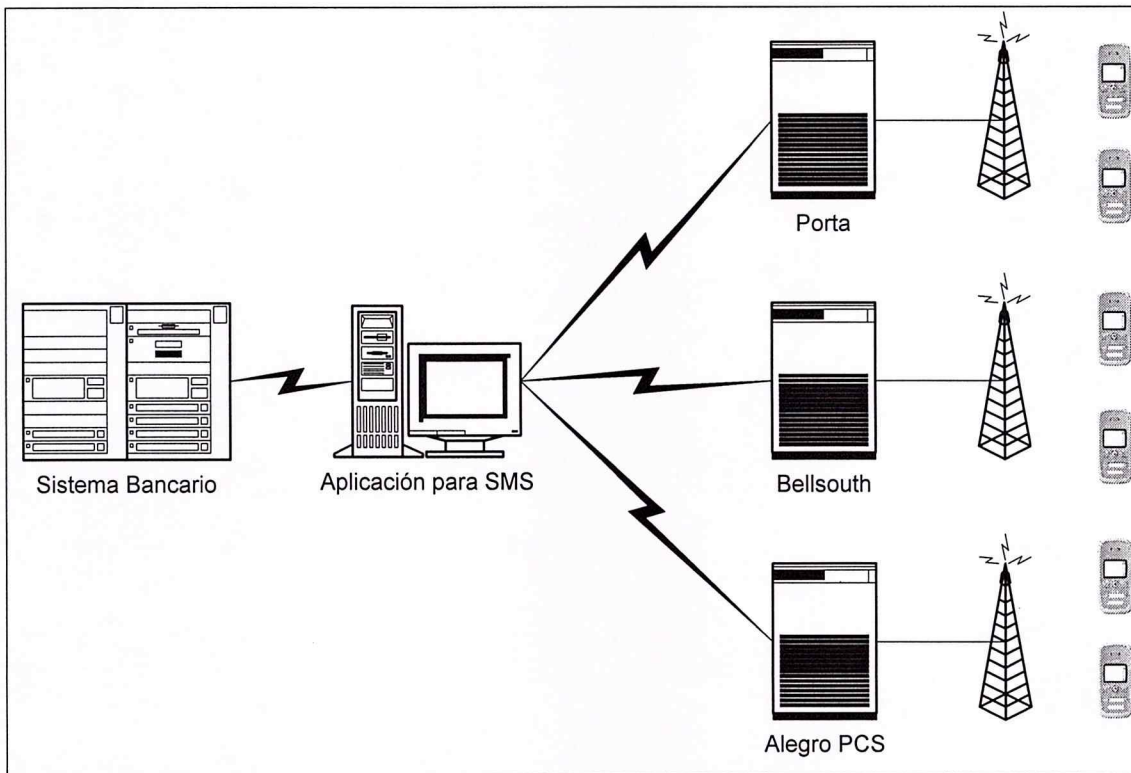 Porta
Sistema Bancario
Aplicación para SMS
Bellsouth
Alegro PCS